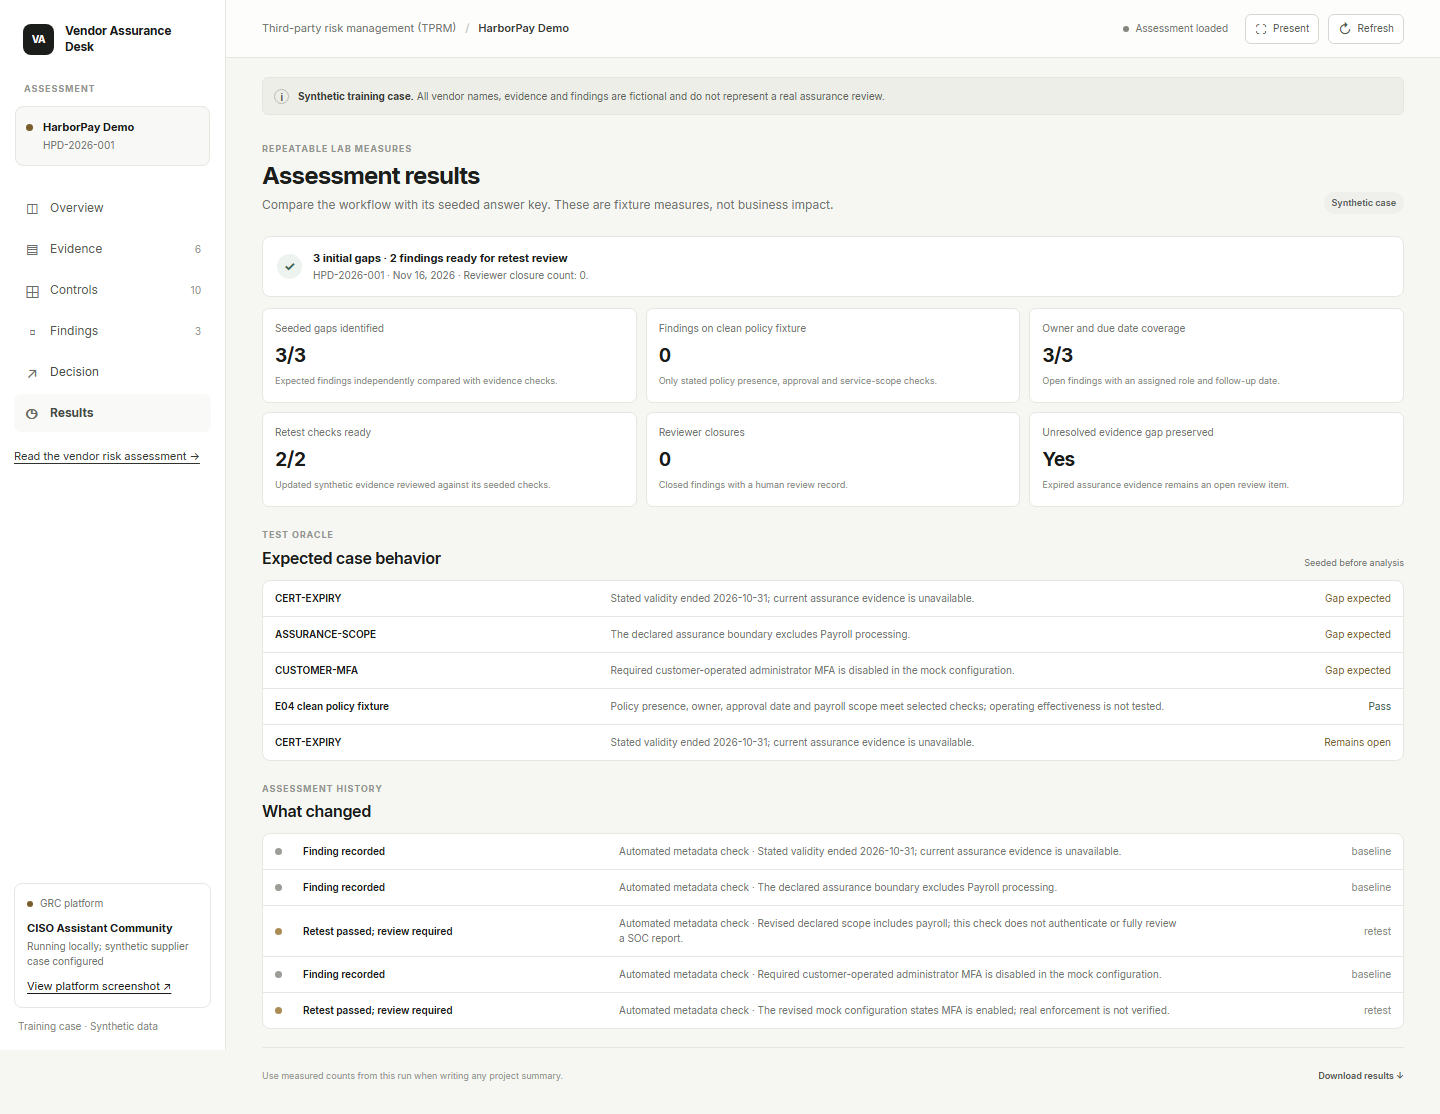 VA
Vendor Assurance
Desk
ASSESSMENT
HarborPay Demo
HPD-2026-001
Overview
Evidence 6
Controls 10
Findings 3
Decision
Results
Read the vendor risk assessment →
GRC platform
CISO Assistant Community
Running locally; synthetic supplier
case configured
View platform screenshot ↗
Training case · Synthetic data
Third-party risk management (TPRM) / HarborPay Demo
Assessment loaded
Present
Refresh
Synthetic training case. All vendor names, evidence and findings are fictional and do not represent a real assurance review.
REPEATABLE LAB MEASURES
Assessment results
Compare the workflow with its seeded answer key. These are fixture measures, not business impact.
Synthetic case
3 initial gaps · 2 findings ready for retest review
HPD-2026-001 · Nov 16, 2026 · Reviewer closure count: 0.
Seeded gaps identified
3/3
Expected findings independently compared with evidence checks.
Findings on clean policy fixture
0
Only stated policy presence, approval and service-scope checks.
Owner and due date coverage
3/3
Open findings with an assigned role and follow-up date.
Retest checks ready
2/2
Updated synthetic evidence reviewed against its seeded checks.
Reviewer closures
0
Closed findings with a human review record.
Unresolved evidence gap preserved
Yes
Expired assurance evidence remains an open review item.
TEST ORACLE
Expected case behavior
Seeded before analysis
CERT-EXPIRY Stated validity ended 2026-10-31; current assurance evidence is unavailable. Gap expected
ASSURANCE-SCOPE The declared assurance boundary excludes Payroll processing. Gap expected
CUSTOMER-MFA Required customer-operated administrator MFA is disabled in the mock configuration. Gap expected
E04 clean policy fixture Policy presence, owner, approval date and payroll scope meet selected checks; operating effectiveness is not tested. Pass
CERT-EXPIRY Stated validity ended 2026-10-31; current assurance evidence is unavailable. Remains open
ASSESSMENT HISTORY
What changed
Finding recorded Automated metadata check · Stated validity ended 2026-10-31; current assurance evidence is unavailable. baseline
Finding recorded Automated metadata check · The declared assurance boundary excludes Payroll processing. baseline
Retest passed; review required Automated metadata check · Revised declared scope includes payroll; this check does not authenticate or fully review
a SOC report. retest
Finding recorded Automated metadata check · Required customer-operated administrator MFA is disabled in the mock configuration. baseline
Retest passed; review required Automated metadata check · The revised mock configuration states MFA is enabled; real enforcement is not verified. retest
Use measured counts from this run when writing any project summary.
Download results ↓